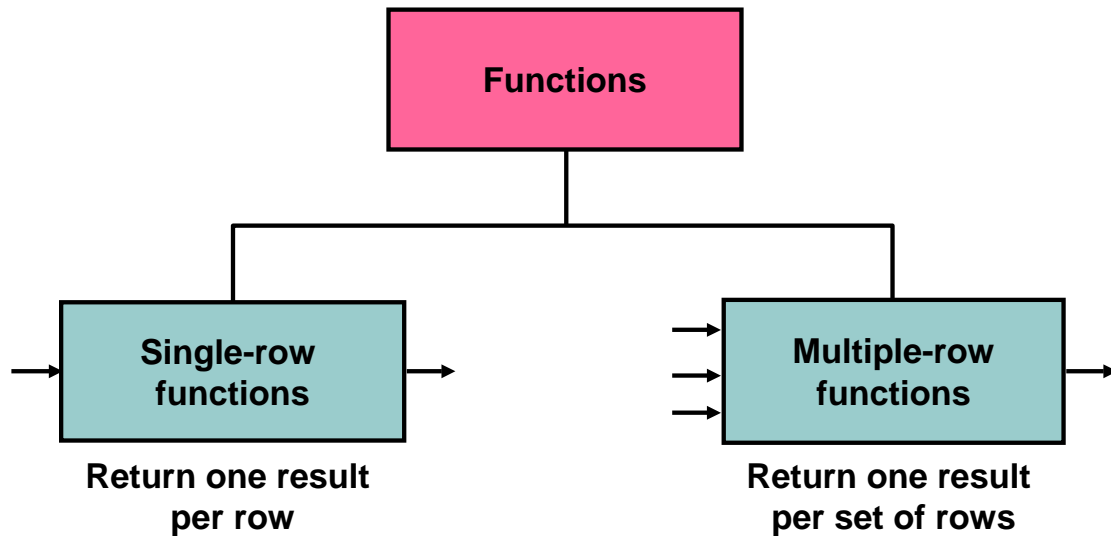 Functions
Single-row
functions
Multiple-row
functions
Return one result
per row
Return one result
per set of rows